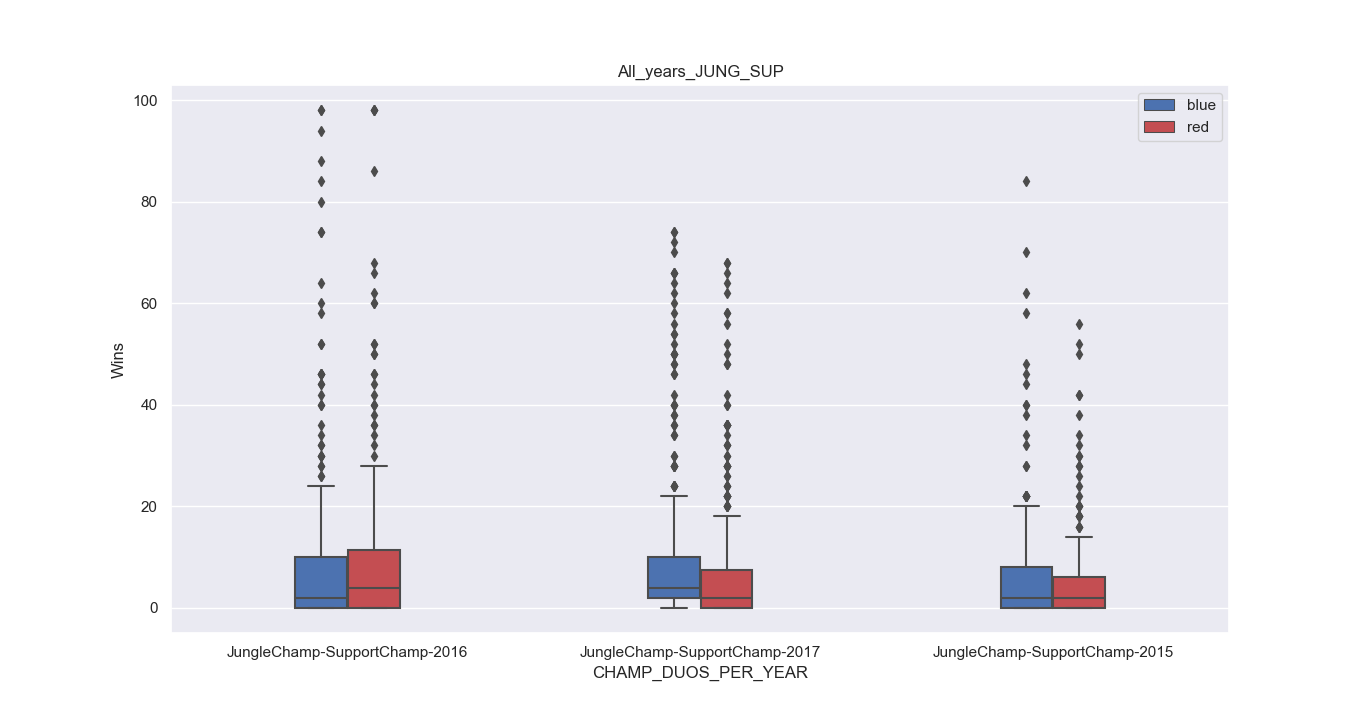 All_years_JUNG_SUP
blue
red
100
80
60
40
20
0
Wins
JungleChamp-SupportChamp-2016 JungleChamp-SupportChamp-2017 JungleChamp-SupportChamp-2015
CHAMP_DUOS_PER_YEAR